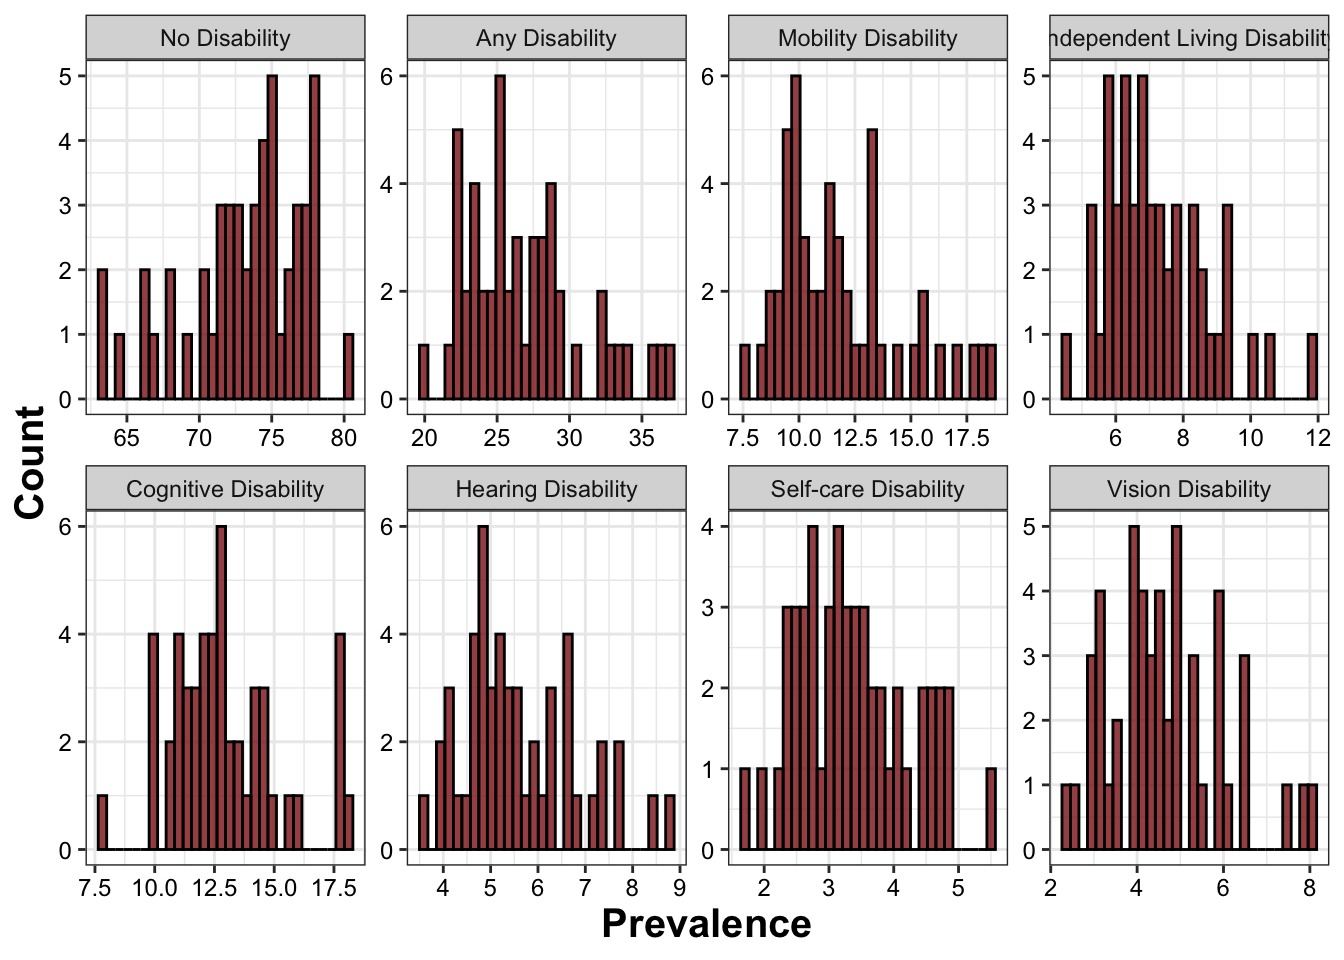 No Disability
Any Disability
Mobility Disability
ndependent Living Disability
5
4
3
2
1
0
65 70 75 80
6
4
2
0
20 25 30 35
6
4
2
0
7.5 10.0 12.5 15.0 17.5
5
4
3
2
1
0
6 8 10 12
Count
Cognitive Disability
Hearing Disability
Self-care Disability
Vision Disability
6
4
2
0
7.5 10.0 12.5 15.0 17.5
6
4
2
0
4 5 6 7 8 9
4
3
2
1
0
2 3 4 5
5
4
3
2
1
0
2 4 6 8
Prevalence